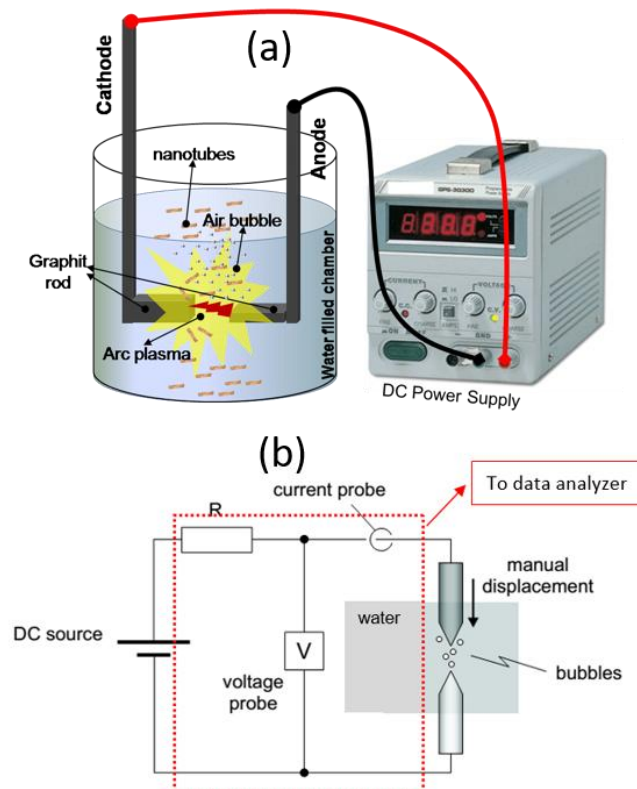 (a)
Cathode
Anode
nanotubes
Air bubble
Graphit
rod
Arc plasma
Water filled chamber
DC Power Supply
(b)
To data analyzer
current probe
R
manual
displacement
water
DC source
V
voltage
probe
bubbles